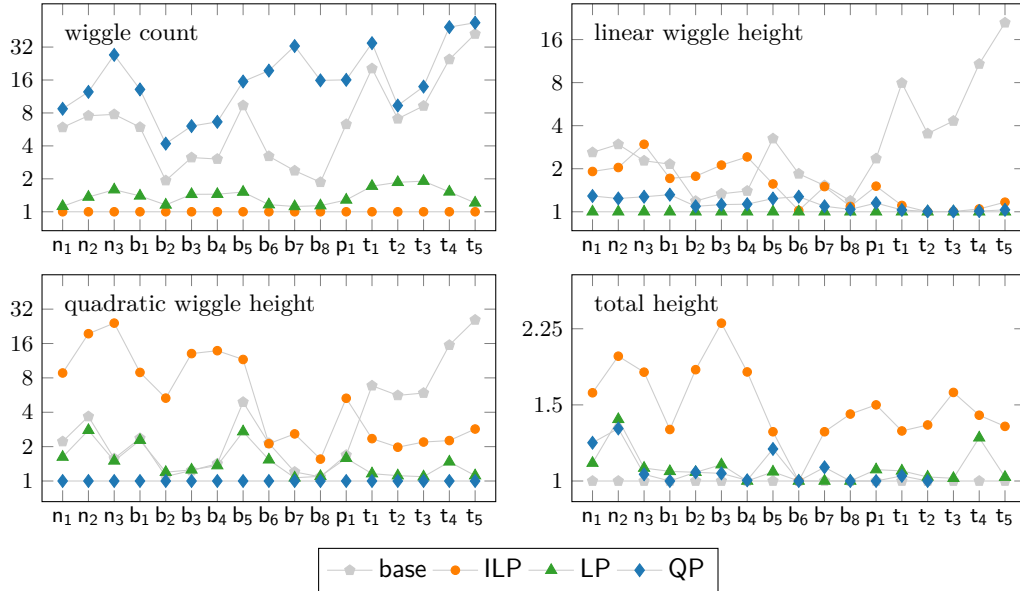 wiggle count
32
16
8
4
2
1
n₁ n₂ n₃ b₁ b₂ b₃ b₄ b₅ b₆ b₇ b₈ p₁ t₁ t₂ t₃ t₄ t₅
linear wiggle height
16
8
4
2
1
n₁ n₂ n₃ b₁ b₂ b₃ b₄ b₅ b₆ b₇ b₈ p₁ t₁ t₂ t₃ t₄ t₅
quadratic wiggle height
32
16
8
4
2
1
n₁ n₂ n₃ b₁ b₂ b₃ b₄ b₅ b₆ b₇ b₈ p₁ t₁ t₂ t₃ t₄ t₅
total height
2.25
1.5
1
n₁ n₂ n₃ b₁ b₂ b₃ b₄ b₅ b₆ b₇ b₈ p₁ t₁ t₂ t₃ t₄ t₅
base ILP LP QP